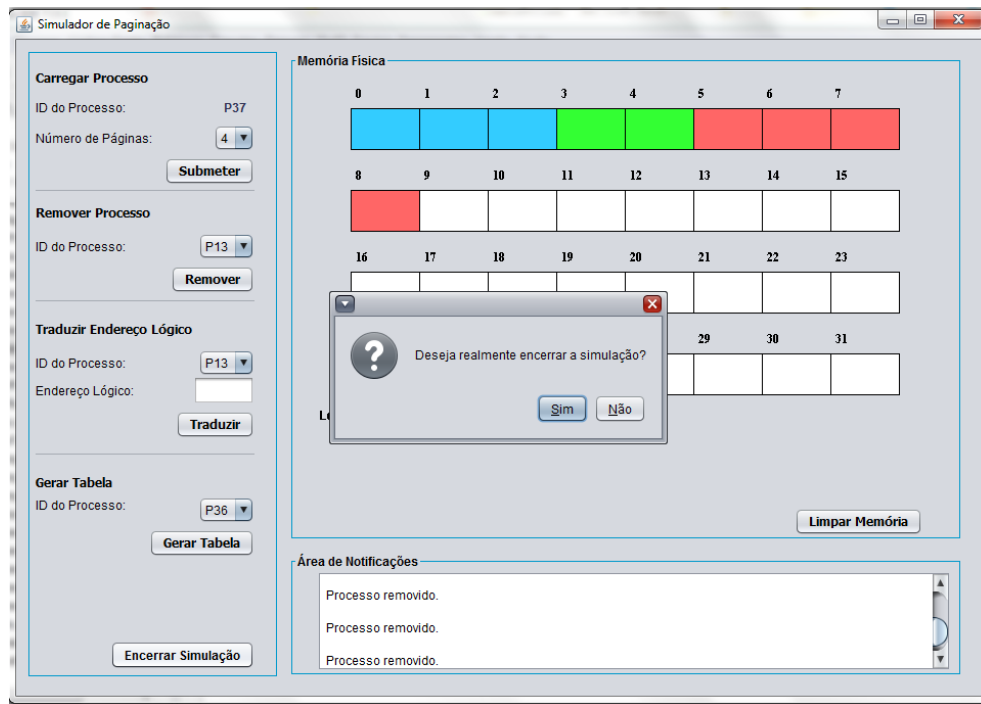 Simulador de Paginação
Carregar Processo
ID do Processo: P37
Número de Páginas: 4
Submeter
Remover Processo
ID do Processo: P13
Remover
Traduzir Endereço Lógico
ID do Processo: P13
Endereço Lógico:
Traduzir
Gerar Tabela
ID do Processo: P36
Gerar Tabela
Encerrar Simulação
Memória Física
0 1 2 3 4 5 6 7
8 9 10 11 12 13 14 15
16 17 18 19 20 21 22 23
29 30 31
Deseja realmente encerrar a simulação?
Sim Não
Limpar Memória
Área de Notificações
Processo removido.
Processo removido.
Processo removido.